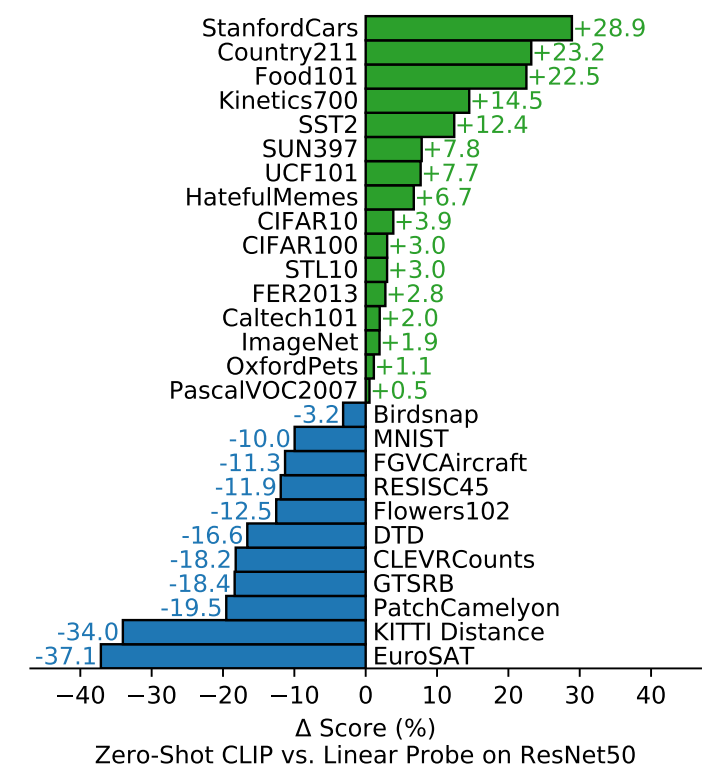 StanfordCars +28.9
Country211 +23.2
Food101 +22.5
Kinetics700 +14.5
SST2 +12.4
SUN397 +7.8
UCF101 +7.7
HatefulMemes +6.7
CIFAR10 +3.9
CIFAR100 +3.0
STL10 +3.0
FER2013 +2.8
Caltech101 +2.0
ImageNet +1.9
OxfordPets +1.1
PascalVOC2007 +0.5
-3.2 Birdsnap
-10.0 MNIST
-11.3 FGVCAircraft
-11.9 RESISC45
-12.5 Flowers102
-16.6 DTD
-18.2 CLEVRCounts
-18.4 GTSRB
-19.5 PatchCamelyon
-34.0 KITTI Distance
-37.1 EuroSAT
−40 −30 −20 −10 0 10 20 30 40
Δ Score (%)
Zero-Shot CLIP vs. Linear Probe on ResNet50